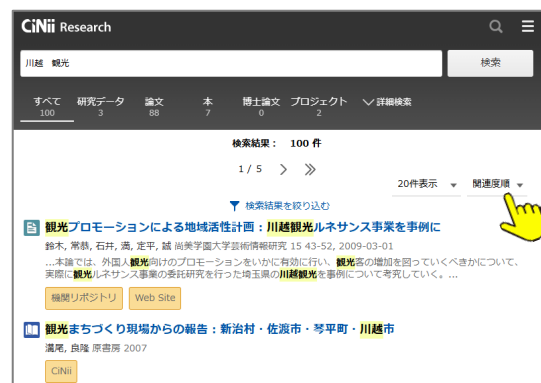 CiNii Research
川越 観光
検索
すべて 研究データ 論文 本 博士論文 プロジェクト 詳細検索
100 3 88 7 0 2
検索結果： 100 件
1 / 5
20件表示 関連度順
検索結果を絞り込む
観光プロモーションによる地域活性計画 : 川越観光ルネサンス事業を事例に
鈴木, 常恭, 石井, 満, 定平, 誠 尚美学園大学芸術情報研究 15 43-52, 2009-03-01
...本論では、外国人観光向けのプロモーションをいかに有効に行い、観光客の増加を図っていくべきかについて、
実際に観光ルネサンス事業の委託研究を行った埼玉県の川越観光を事例について考究していく。...
機関リポジトリ Web Site
観光まちづくり現場からの報告 : 新治村・佐渡市・琴平町・川越市
溝尾, 良隆 原書房 2007
CiNii